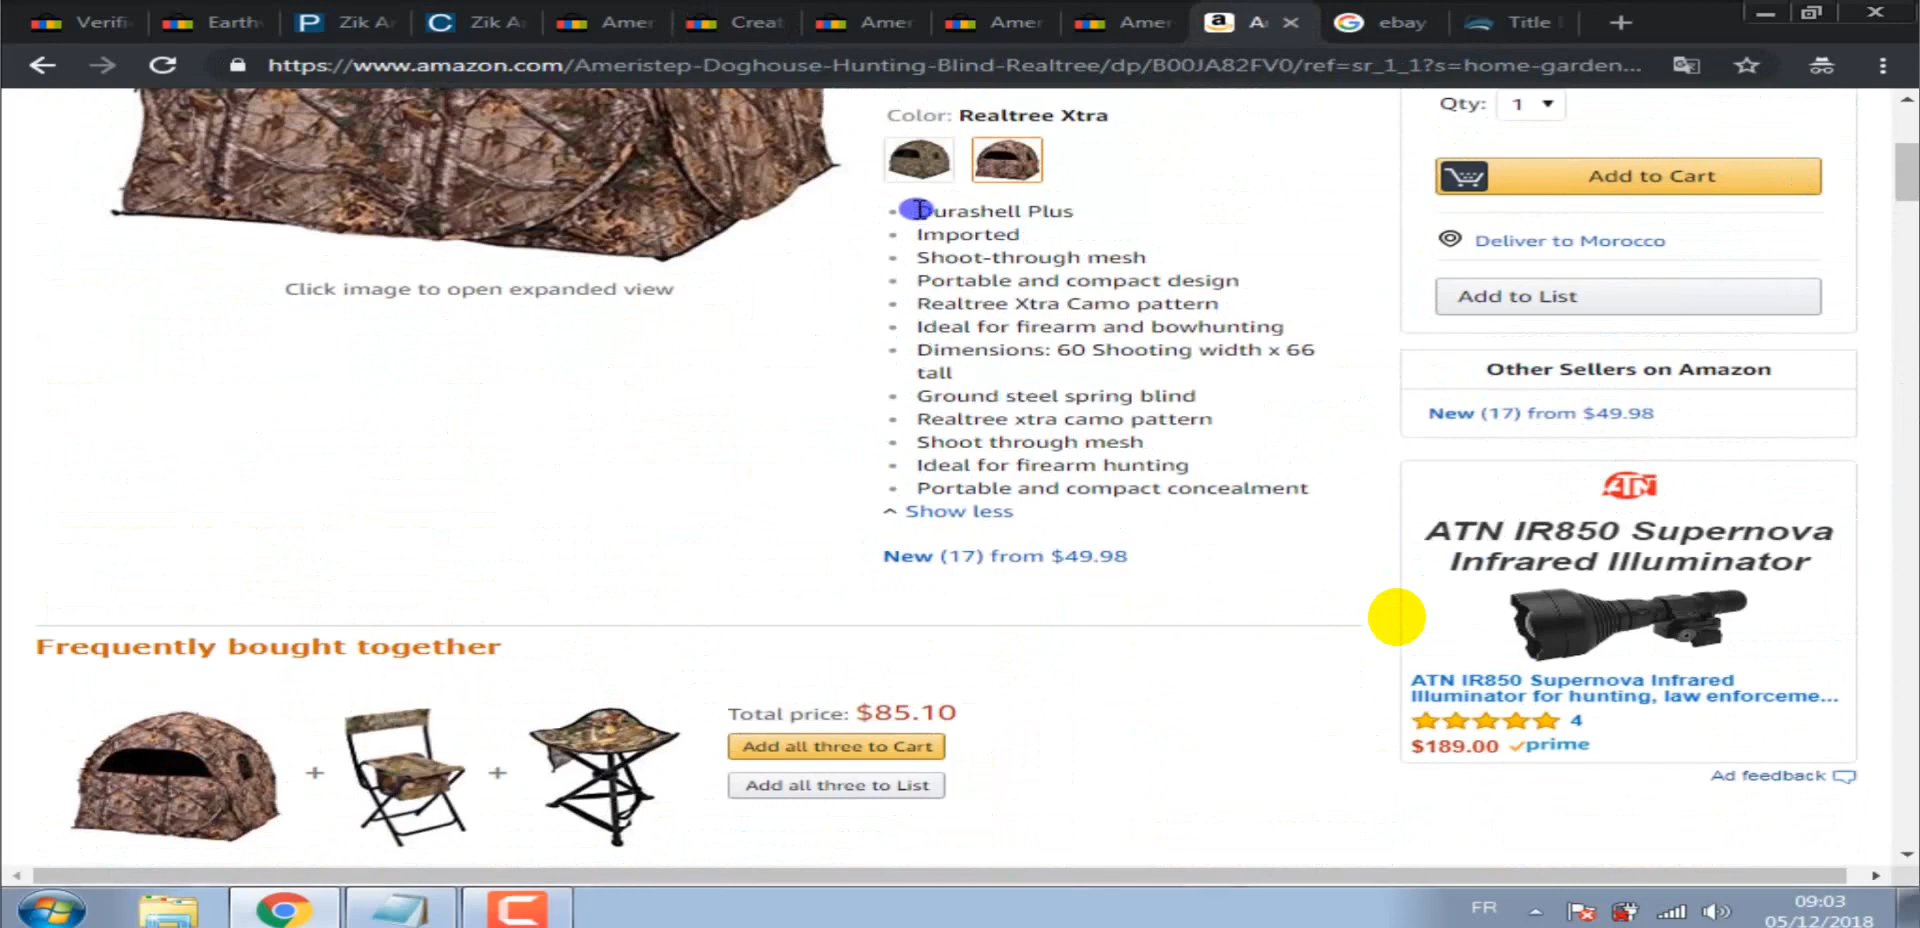 Verifi
Earth
P Zik A
C Zik A
Amer
Creat
Amer
Amer
Amer
a A
ebay
Title
https://www.amazon.com/Ameristep-Doghouse-Hunting-Blind-Realtree/dp/B00JA82FV0/ref=sr_1_1?s=home-garden...
Color: Realtree Xtra
Durashell Plus
Imported
Shoot-through mesh
Portable and compact design
Realtree Xtra Camo pattern
Ideal for firearm and bowhunting
Dimensions: 60 Shooting width x 66
tall
Ground steel spring blind
Realtree xtra camo pattern
Shoot through mesh
Ideal for firearm hunting
Portable and compact concealment
Show less
New (17) from $49.98
Click image to open expanded view
Qty: 1
Add to Cart
Deliver to Morocco
Add to List
Other Sellers on Amazon
New (17) from $49.98
ATN
ATN IR850 Supernova
Infrared Illuminator
ATN IR850 Supernova Infrared
Illuminator for hunting, law enforceme...
4
$189.00 prime
Ad feedback
Frequently bought together
+ +
Total price: $85.10
Add all three to Cart
Add all three to List
FR
09:03
05/12/2018